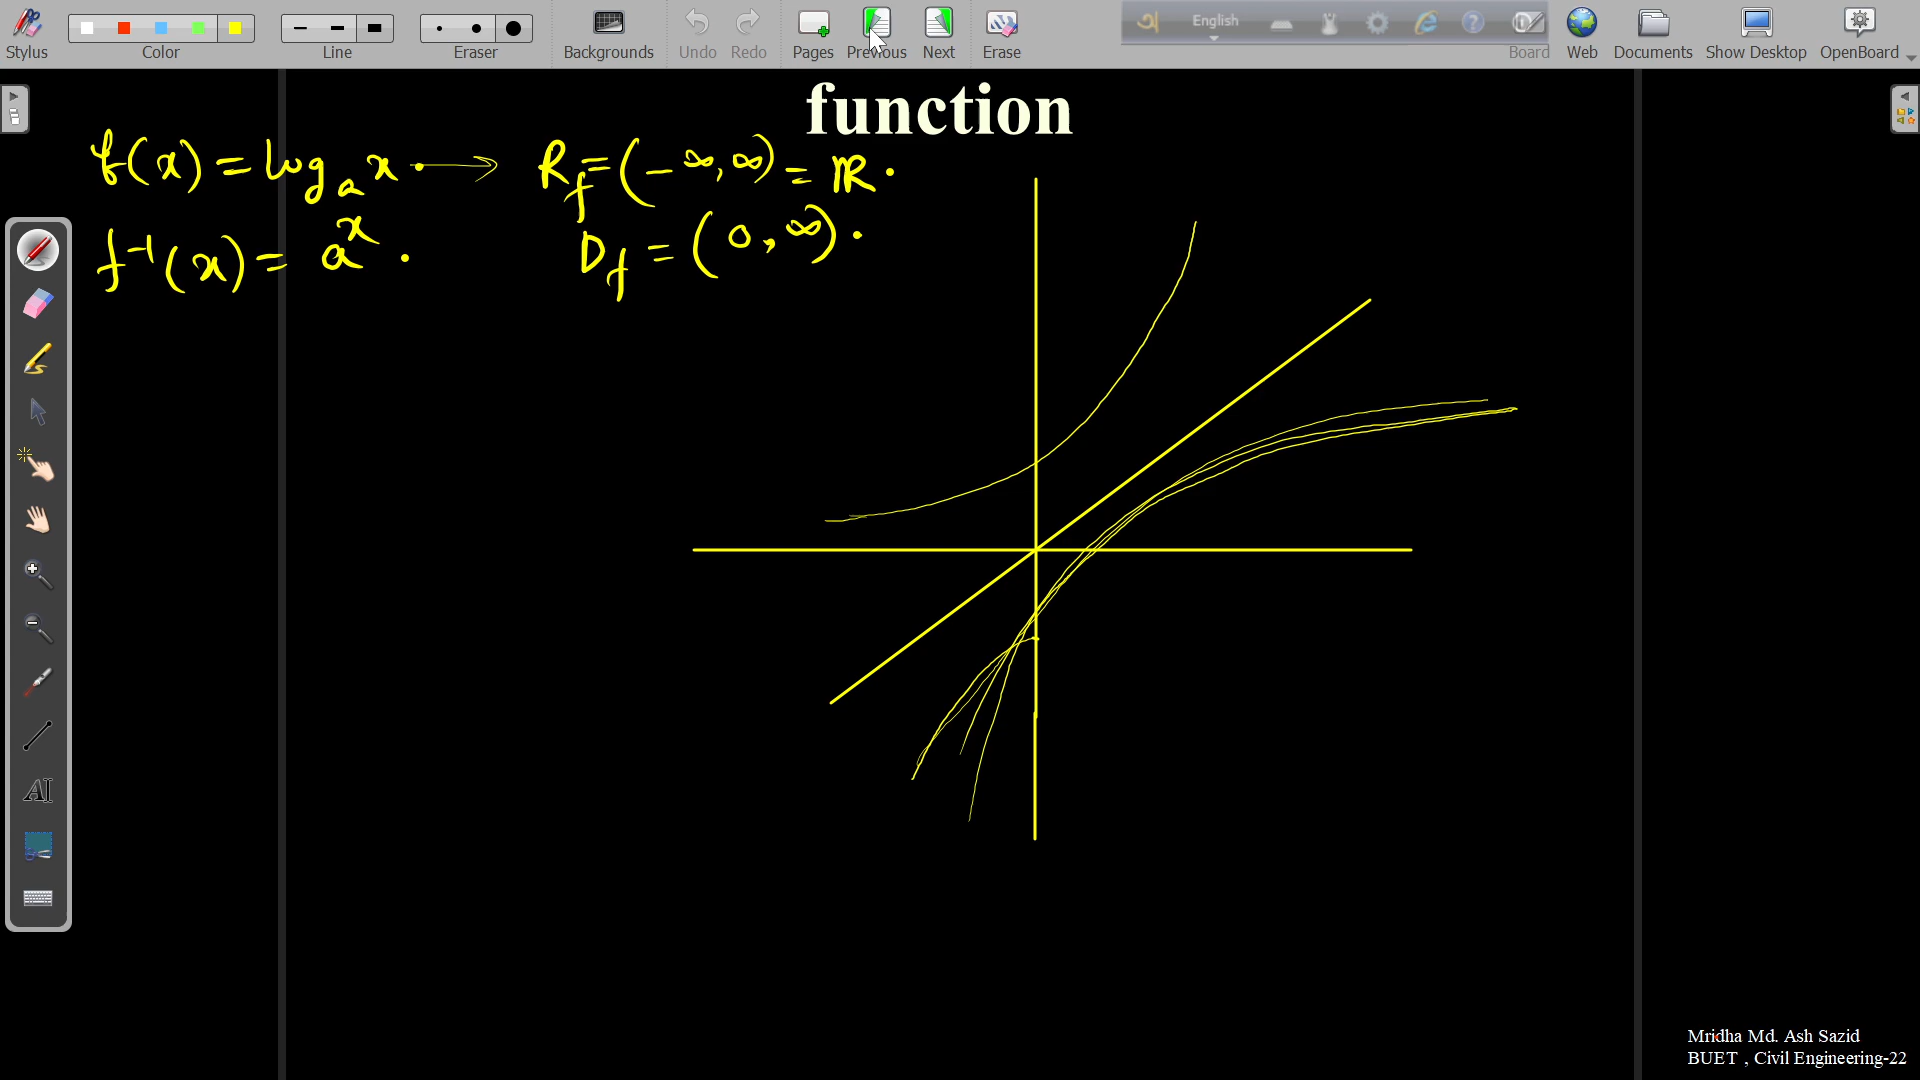 Stylus Color Line Eraser Backgrounds Undo Redo Pages Previous Next Erase English Board Web Documents Show Desktop OpenBoard
function
f(x) = log_a x. → R_f = (-∞, ∞) = ℝ.
f⁻¹(x) = a^x. D_f = (0, ∞).
Mridha Md. Ash Sazid
BUET , Civil Engineering-22